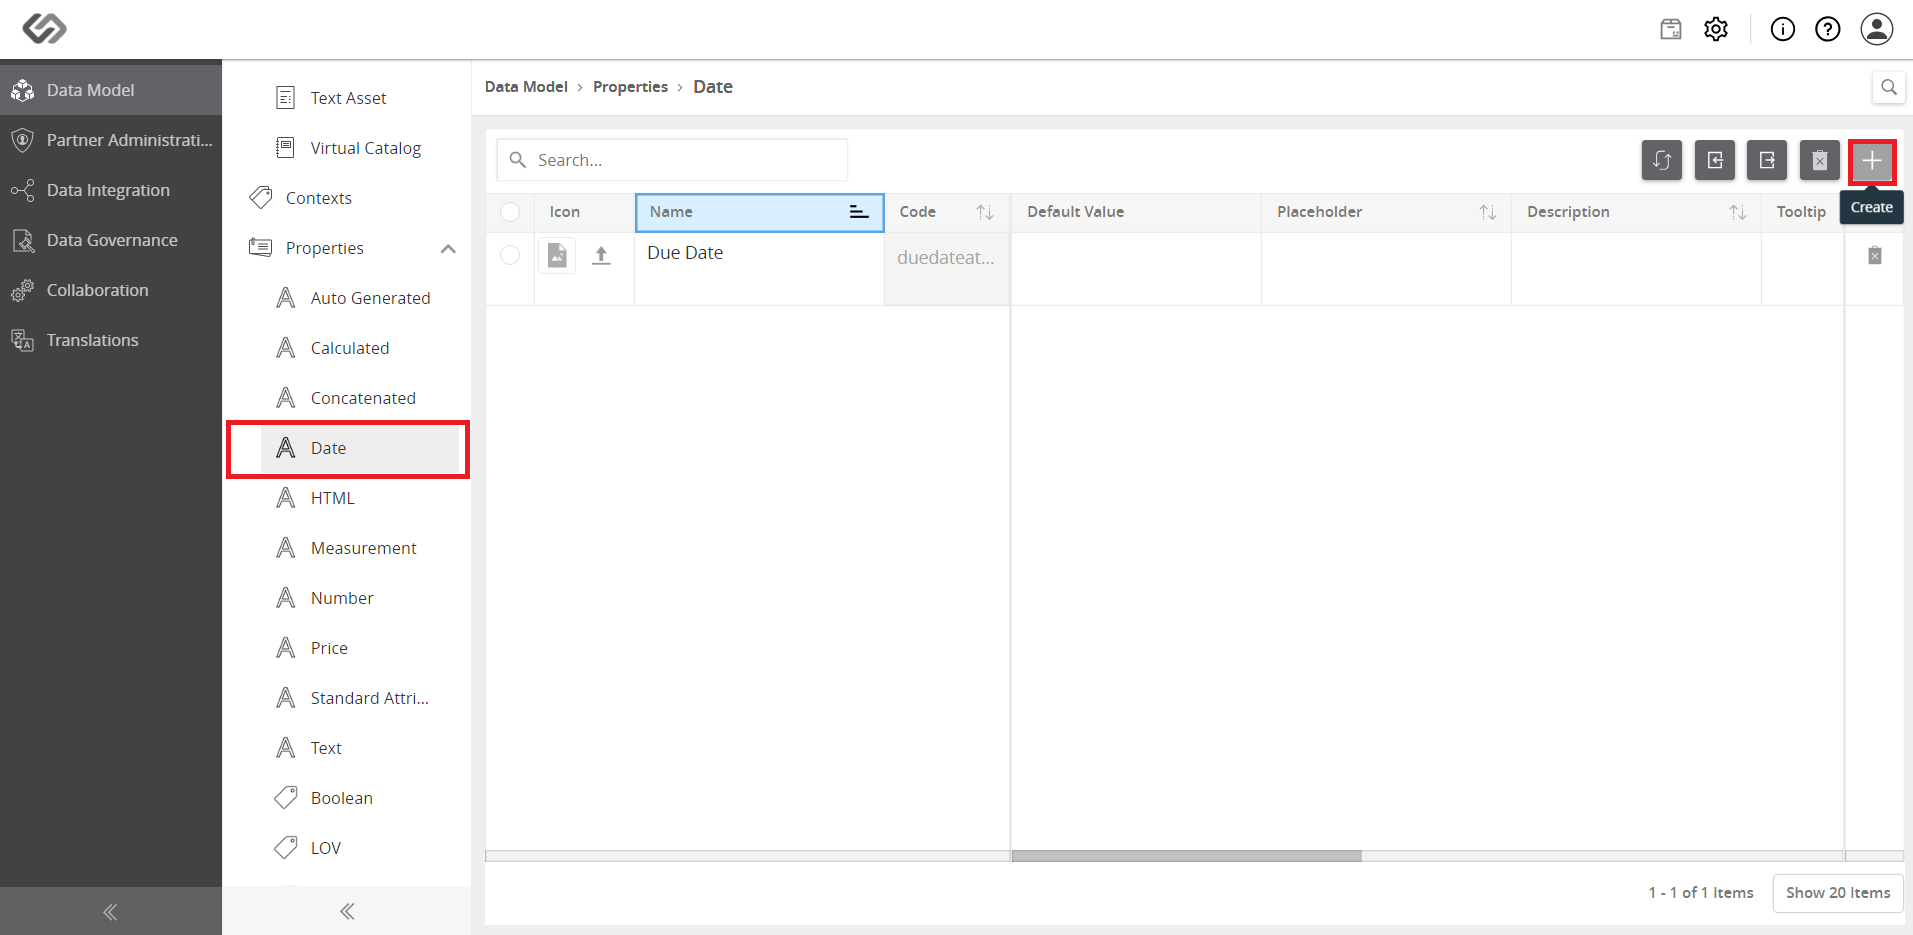 Data Model
Partner Administrati...
Data Integration
Data Governance
Collaboration
Translations
Text Asset
Virtual Catalog
Contexts
Properties
Auto Generated
Calculated
Concatenated
Date
HTML
Measurement
Number
Price
Standard Attri...
Text
Boolean
LOV
Data Model › Properties › Date
Search...
Create
Icon Name Code Default Value Placeholder Description Tooltip
Due Date duedateat...
1 - 1 of 1 Items Show 20 Items